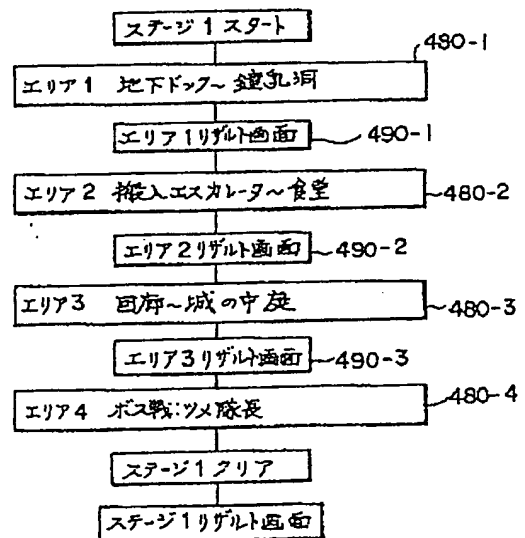 ステージ1 スタート
480-1
エリア1 地下ドック~鐘乳洞
エリア1リザルト画面
490-1
エリア2 搬入エスカレータ~食堂
480-2
エリア2リザルト画面
490-2
エリア3 回廊~城の中庭
480-3
エリア3リザルト画面
490-3
480-4
エリア4 ボス戦:ツメ隊長
ステージ1クリア
ステージ1リザルト画面